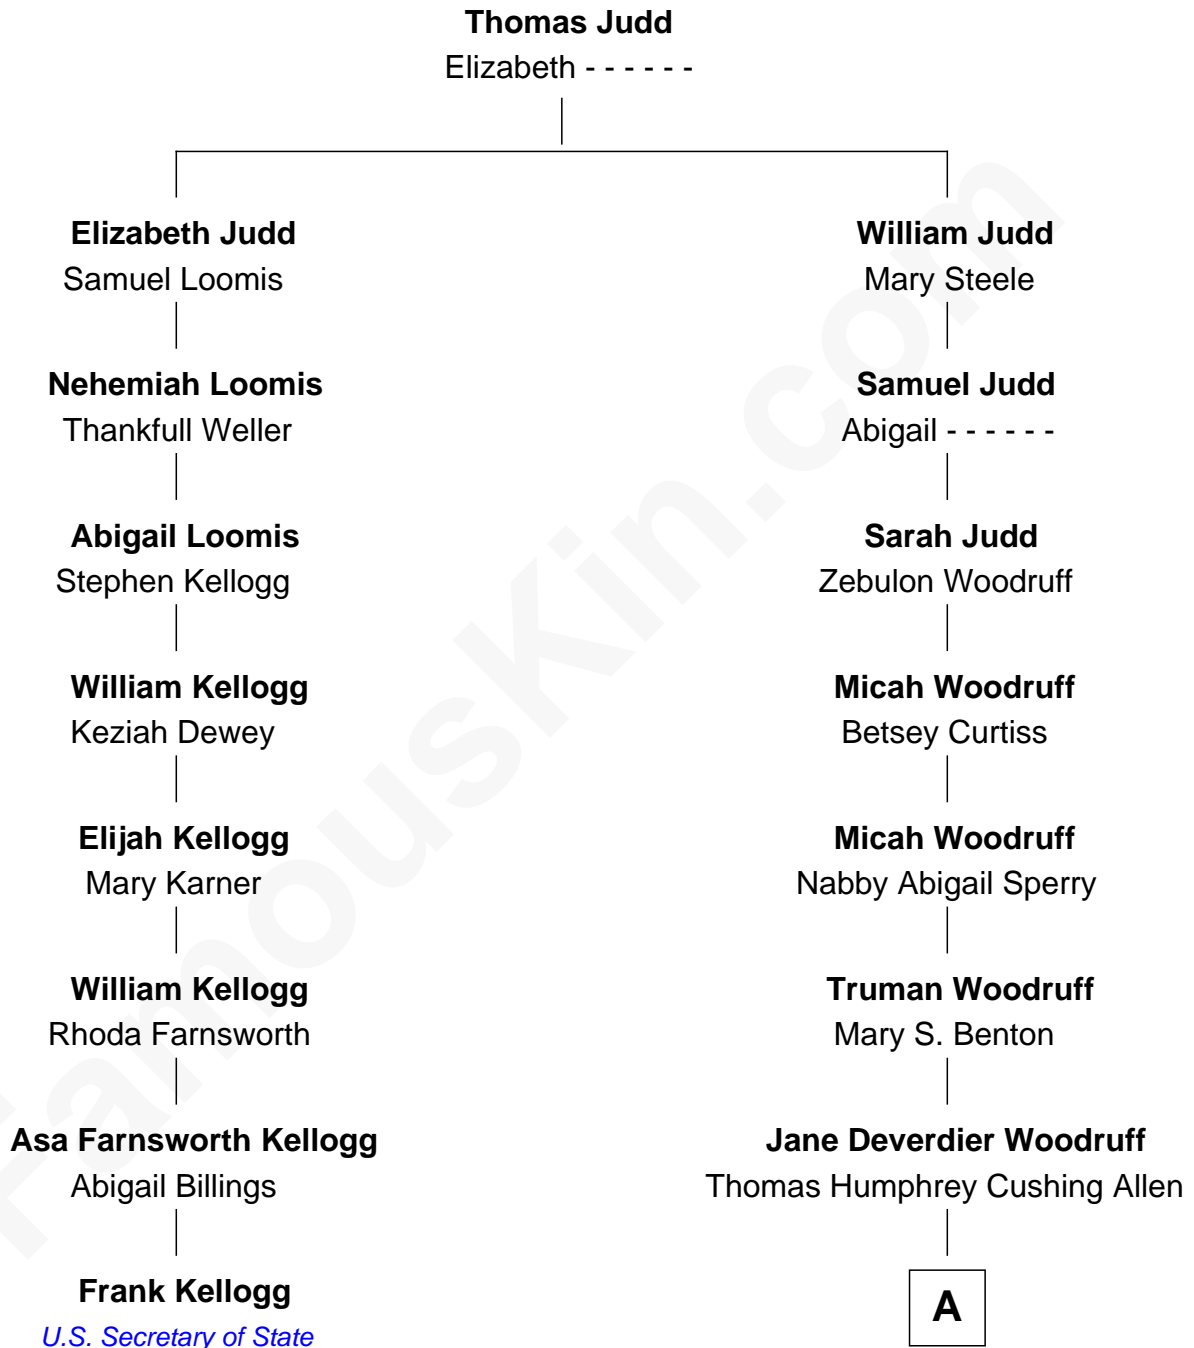 Thomas Judd
Elizabeth - - - - - -
Elizabeth Judd
Samuel Loomis
William Judd
Mary Steele
Nehemiah Loomis
Thankfull Weller
Samuel Judd
Abigail - - - - - -
Abigail Loomis
Stephen Kellogg
Sarah Judd
Zebulon Woodruff
William Kellogg
Keziah Dewey
Micah Woodruff
Betsey Curtiss
Elijah Kellogg
Mary Karner
Micah Woodruff
Nabby Abigail Sperry
William Kellogg
Rhoda Farnsworth
Truman Woodruff
Mary S. Benton
Asa Farnsworth Kellogg
Abigail Billings
Jane Deverdier Woodruff
Thomas Humphrey Cushing Allen
Frank Kellogg
U.S. Secretary of State
A
FamousKin.com